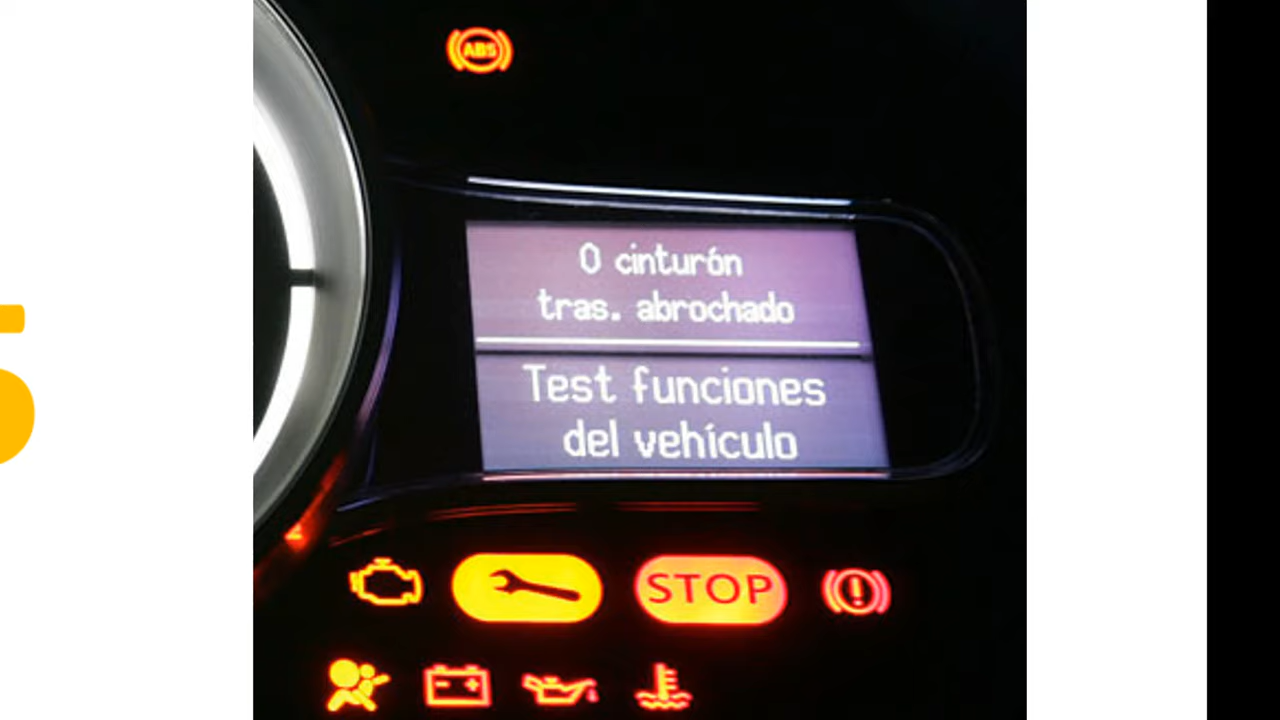 ABS
0 cinturón
tras. abrochado
Test funciones
del vehículo
STOP